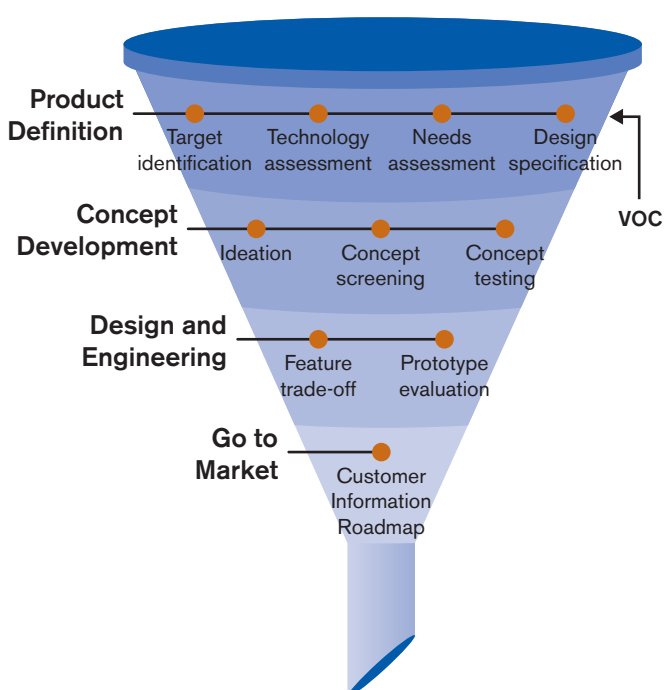 Product
Definition
Target
identification
Technology
assessment
Needs
assessment
Design
specification
VOC
Concept
Development
Ideation
Concept
screening
Concept
testing
Design and
Engineering
Feature
trade-off
Prototype
evaluation
Go to
Market
Customer
Information
Roadmap